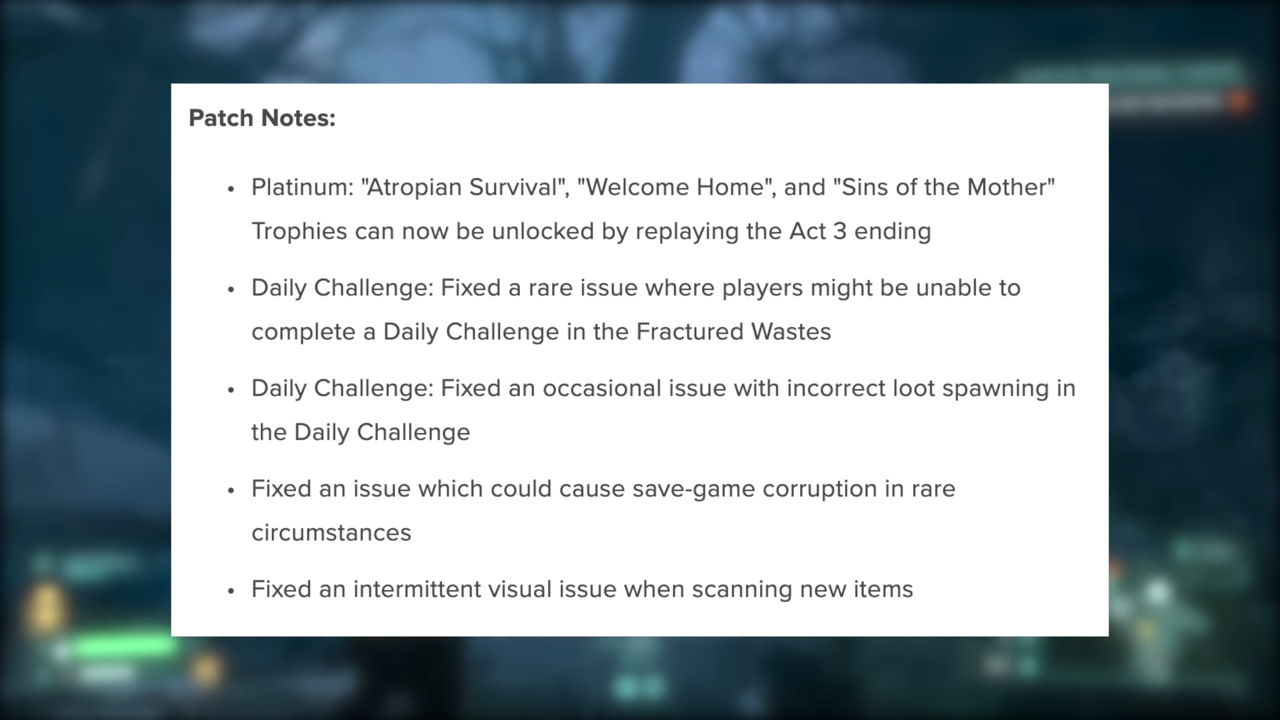 Patch Notes:
• Platinum: "Atropian Survival", "Welcome Home", and "Sins of the Mother"
Trophies can now be unlocked by replaying the Act 3 ending
• Daily Challenge: Fixed a rare issue where players might be unable to
complete a Daily Challenge in the Fractured Wastes
• Daily Challenge: Fixed an occasional issue with incorrect loot spawning in
the Daily Challenge
• Fixed an issue which could cause save-game corruption in rare
circumstances
• Fixed an intermittent visual issue when scanning new items